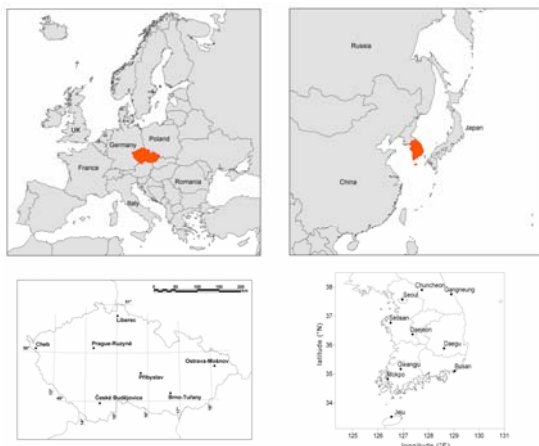 Russia
UK
Germany
Poland
France
Romania
Italy
Japan
China
Liberec
Cheb
Prague-Ruzyně
Ostrava-Mošnov
Přibyslav
České Budějovice
Brno-Tuřany
latitude (°N)
38
37
36
35
34
Chuncheon
Seoul
Gangneung
Seosan
Daejeon
Daegu
Gwangju
Mokpo
Busan
Jeju
125 126 127 128 129 130 131
longitude (°E)